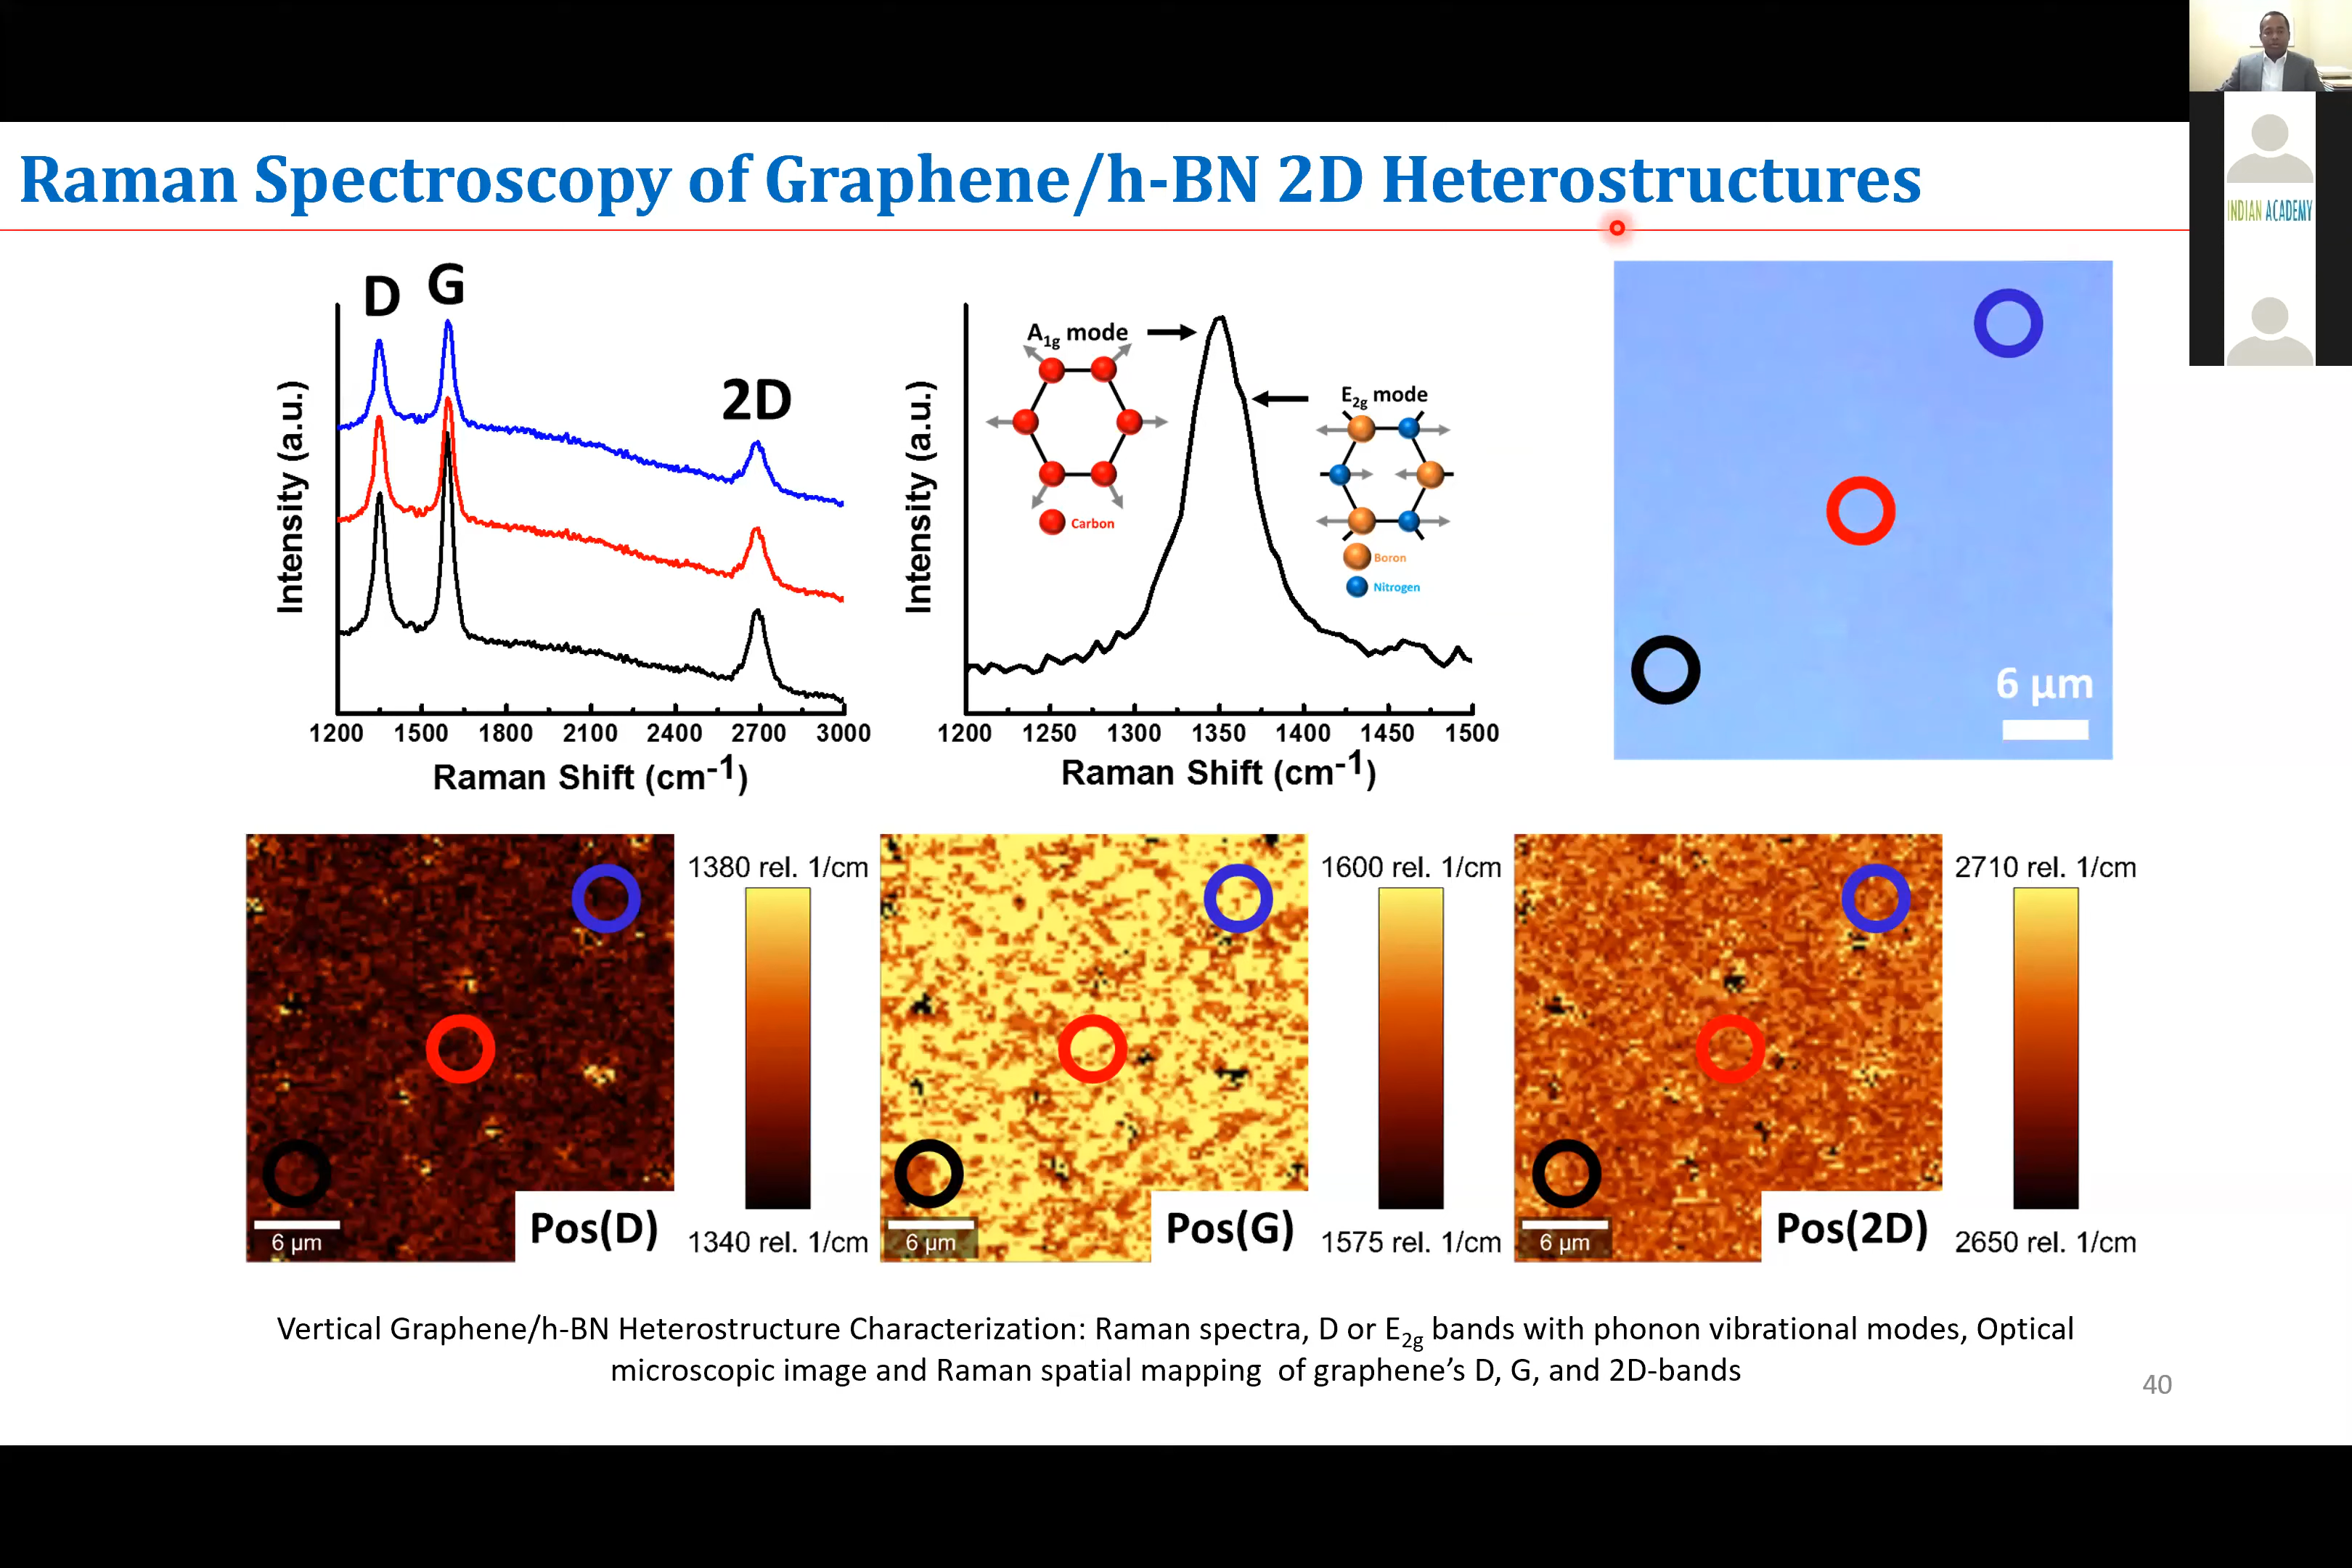 INDIAN ACADEMY
Raman Spectroscopy of Graphene/h-BN 2D Heterostructures
D
G
2D
Intensity (a.u.)
1200 1500 1800 2100 2400 2700 3000
Raman Shift (cm-1)
A1g mode
Carbon
E2g mode
Boron
Nitrogen
Intensity (a.u.)
1200 1250 1300 1350 1400 1450 1500
Raman Shift (cm-1)
6 µm
1380 rel. 1/cm
1340 rel. 1/cm
6 µm
Pos(D)
1600 rel. 1/cm
1575 rel. 1/cm
6 µm
Pos(G)
2710 rel. 1/cm
2650 rel. 1/cm
6 µm
Pos(2D)
Vertical Graphene/h-BN Heterostructure Characterization: Raman spectra, D or E2g bands with phonon vibrational modes, Optical
microscopic image and Raman spatial mapping of graphene’s D, G, and 2D-bands
40